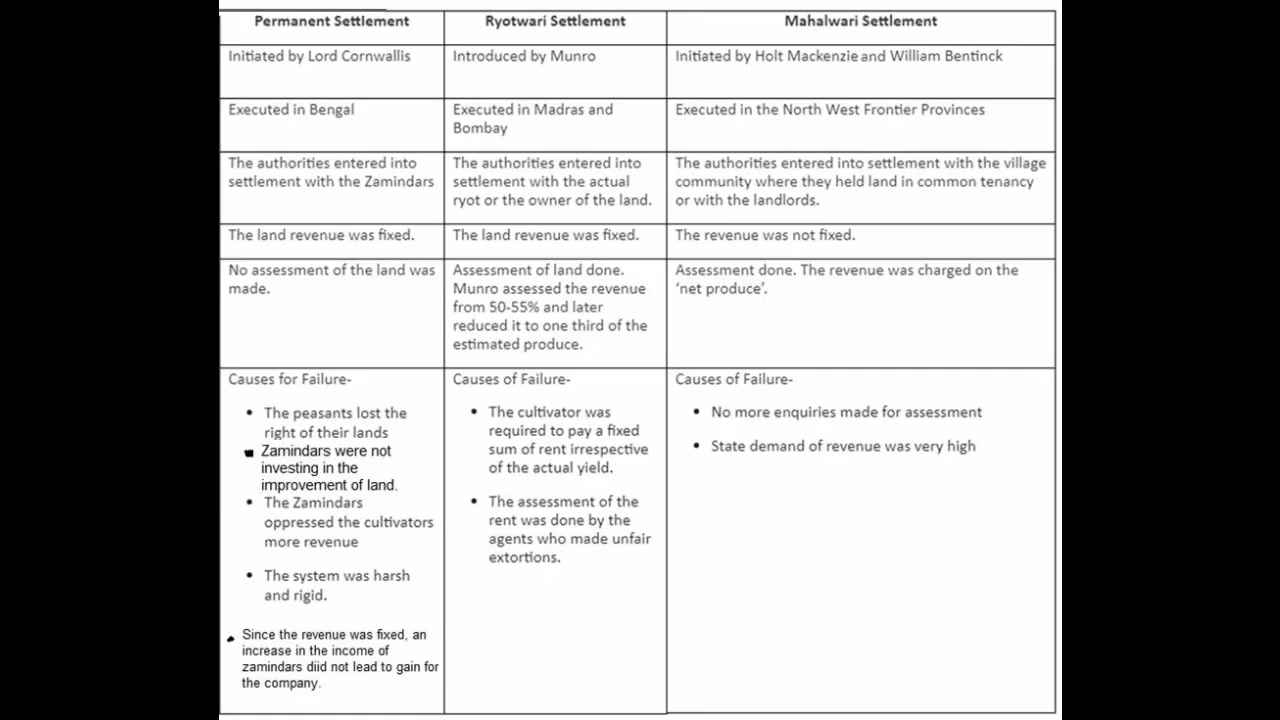 Permanent Settlement
Ryotwari Settlement
Mahalwari Settlement
Initiated by Lord Cornwallis
Introduced by Munro
Initiated by Holt Mackenzie and William Bentinck
Executed in Bengal
Executed in Madras and
Bombay
Executed in the North West Frontier Provinces
The authorities entered into
settlement with the Zamindars
The authorities entered into
settlement with the actual
ryot or the owner of the land.
The authorities entered into settlement with the village
community where they held land in common tenancy
or with the landlords.
The land revenue was fixed.
The land revenue was fixed.
The revenue was not fixed.
No assessment of the land was
made.
Assessment of land done.
Munro assessed the revenue
from 50-55% and later
reduced it to one third of the
estimated produce.
Assessment done. The revenue was charged on the
‘net produce’.
Causes for Failure-
• The peasants lost the
right of their lands
■ Zamindars were not
investing in the
improvement of land.
• The Zamindars
oppressed the cultivators
more revenue
• The system was harsh
and rigid.
• Since the revenue was fixed, an
increase in the income of
zamindars diid not lead to gain for
the company.
Causes of Failure-
• The cultivator was
required to pay a fixed
sum of rent irrespective
of the actual yield.
• The assessment of the
rent was done by the
agents who made unfair
extortions.
Causes of Failure-
• No more enquiries made for assessment
• State demand of revenue was very high